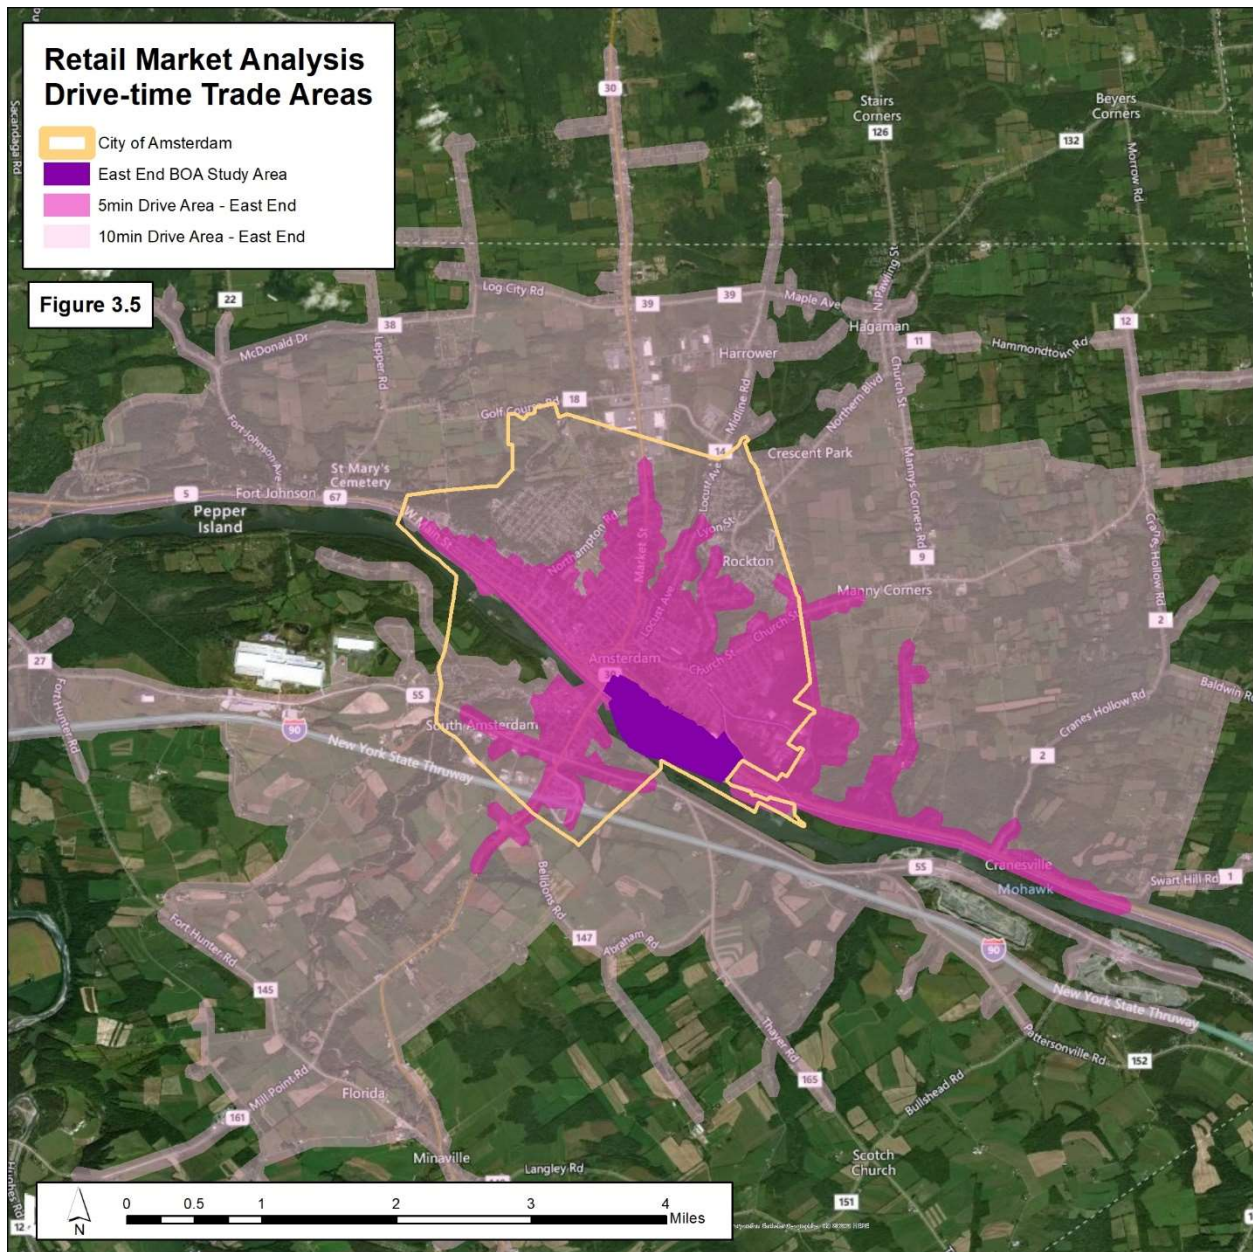 Retail Market Analysis
Drive-time Trade Areas
City of Amsterdam
East End BOA Study Area
5min Drive Area - East End
10min Drive Area - East End
Figure 3.5
Sacandaga Rd
30
Stairs
Corners
126
Beyers
Corners
132
Morrow Rd
N Pawling St
22
Log City Rd
39
39
Maple Ave
38
McDonald Dr
Lepper Rd
Hagaman
11
Hammondtown Rd
12
Harrower
Church St
Midline Rd
Northern Blvd
18
Golf Course Rd
14
Crescent Park
Fort Johnson Ave
St Mary's
Cemetery
5
Fort Johnson
67
Pepper
Island
W Main St
Northampton Rd
Market St
Locust Ave
Lyon St
Rockton
Mannys Corners Rd
9
Manny Corners
Cranes Hollow Rd
2
Locust Ave
Church St
Church St
Amsterdam
27
Fort Hunter Rd
55
South Amsterdam
90
New York State Thruway
Baldwin Rd
Cranes Hollow Rd
2
55
Cranesville
Mohawk
Swart Hill Rd
1
Belldons Rd
147
Abraham Rd
90
New York State Thruway
Fort Hunter Rd
145
Thayer Rd
165
Pattersonville Rd
152
Bullshead Rd
Mill Point Rd
161
Florida
Minaville
Langley Rd
Scotch
Church
151
N
0 0.5 1 2 3 4
Miles